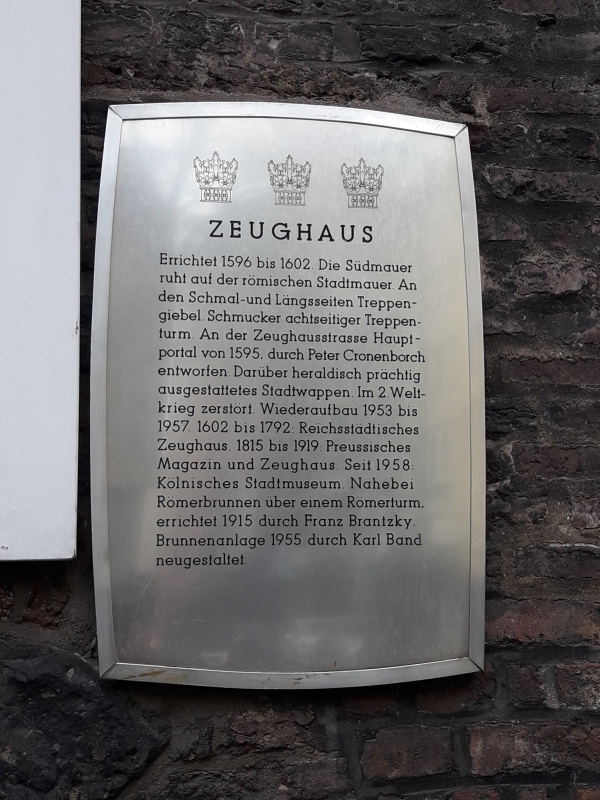 ZEUGHAUS
Errichtet 1596 bis 1602. Die Südmauer
ruht auf der römischen Stadtmauer. An
den Schmal-und Längsseiten Treppen-
giebel. Schmucker achtseitiger Treppen-
turm. An der Zeughausstrasse Haupt-
portal von 1595, durch Peter Cronenborch
entworfen. Darüber heraldisch prächtig
ausgestattetes Stadtwappen. Im 2. Welt-
krieg zerstört. Wiederaufbau 1953 bis
1957. 1602 bis 1792: Reichsstädtisches
Zeughaus. 1815 bis 1919: Preussisches
Magazin und Zeughaus. Seit 1958:
Kölnisches Stadtmuseum. Nahebei
Römerbrunnen über einem Römerturm,
errichtet 1915 durch Franz Brantzky.
Brunnenanlage 1955 durch Karl Band
neugestaltet.